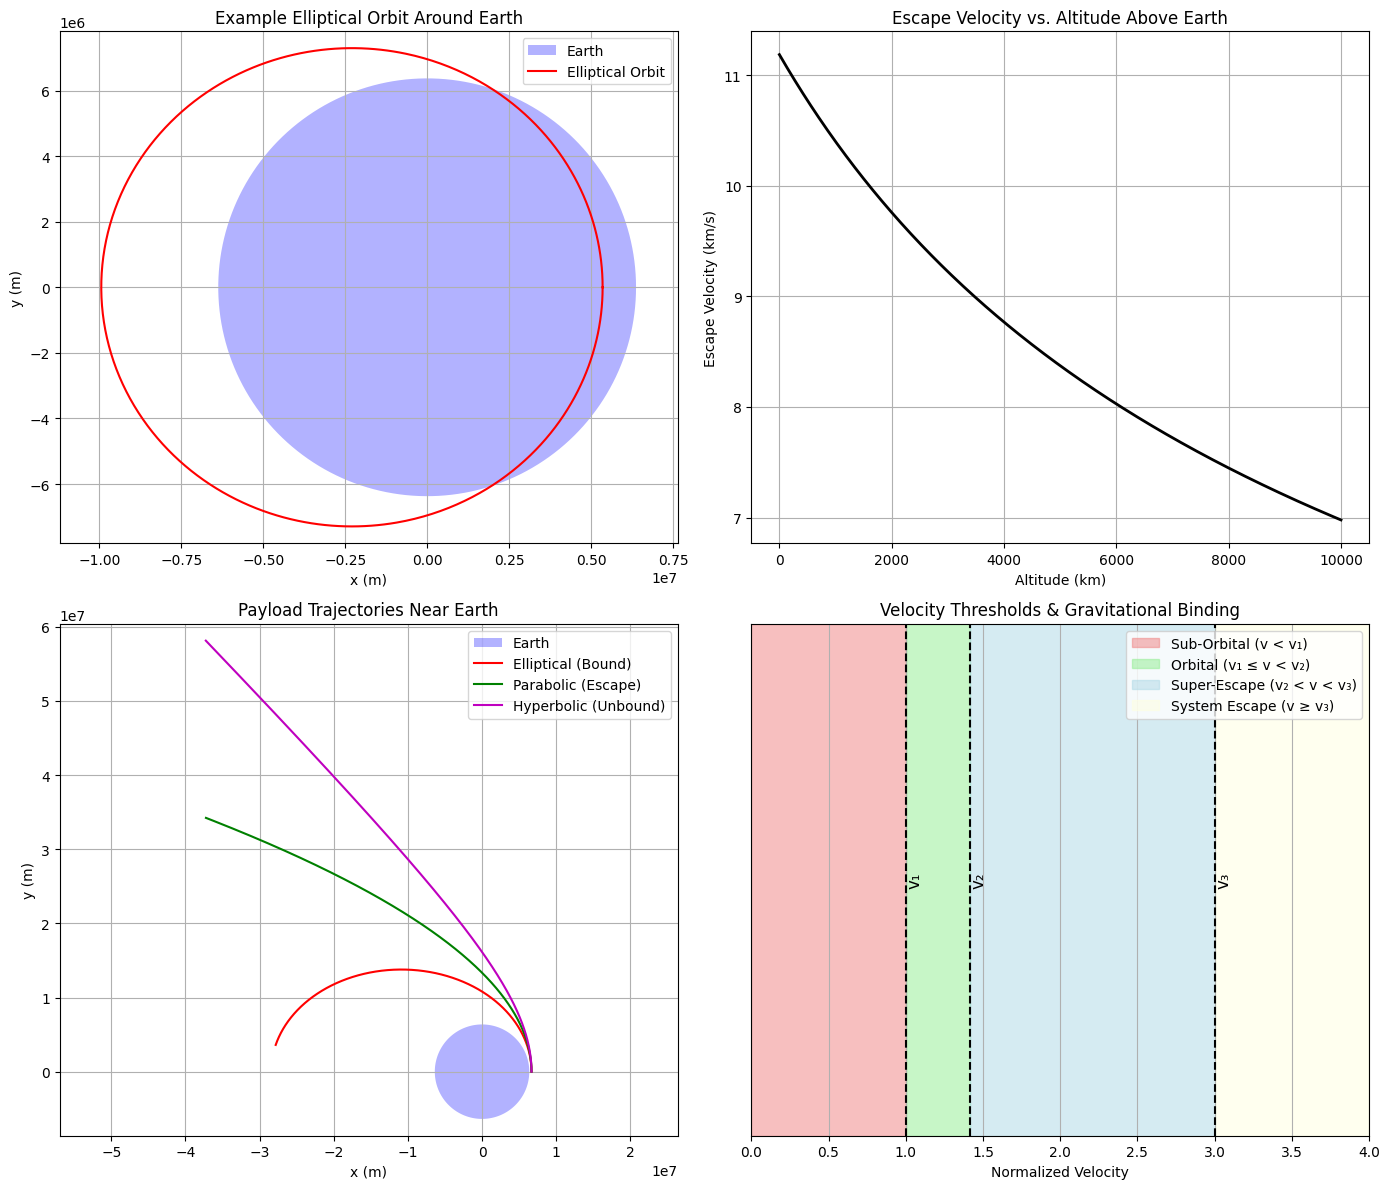 Example Elliptical Orbit Around Earth
1e6
Earth
Elliptical Orbit
6
4
2
0
−2
−4
−6
y (m)
−1.00
−0.75
−0.50
−0.25
0.00
0.25
0.50
0.75
1e7
x (m)
Escape Velocity vs. Altitude Above Earth
11
10
9
8
7
Escape Velocity (km/s)
0
2000
4000
6000
8000
10000
Altitude (km)
Payload Trajectories Near Earth
1e7
Earth
Elliptical (Bound)
Parabolic (Escape)
Hyperbolic (Unbound)
6
5
4
3
2
1
0
y (m)
−5
−4
−3
−2
−1
0
1
2
1e7
x (m)
Velocity Thresholds & Gravitational Binding
Sub-Orbital (v < v₁)
Orbital (v₁ ≤ v < v₂)
Super-Escape (v₂ < v < v₃)
System Escape (v ≥ v₃)
v₁
v₂
v₃
0.0
0.5
1.0
1.5
2.0
2.5
3.0
3.5
4.0
Normalized Velocity